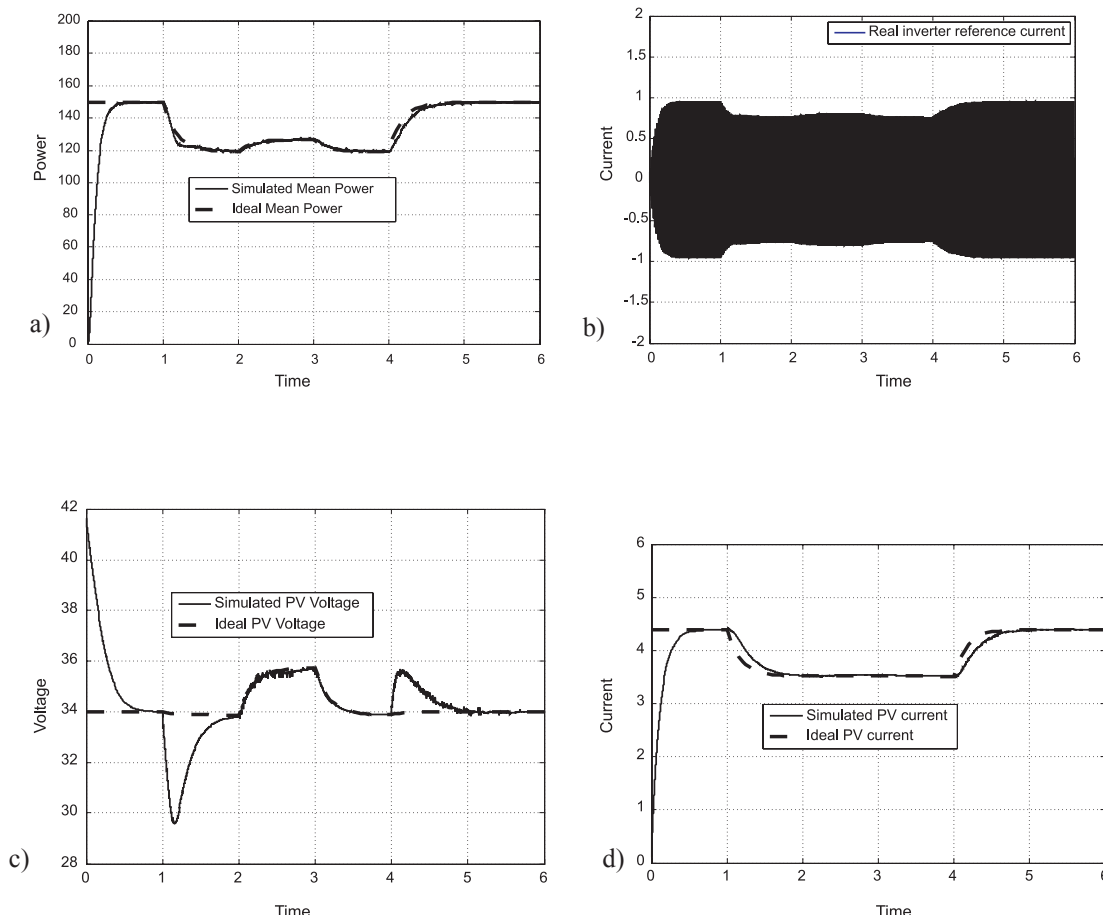 200
180
160
140
120
100
80
60
40
20
0
Power
Simulated Mean Power
Ideal Mean Power
0 1 2 3 4 5 6
Time
a)
2
1.5
1
0.5
0
-0.5
-1
-1.5
-2
Current
Real inverter reference current
0 1 2 3 4 5 6
Time
b)
42
40
38
36
34
32
30
28
Voltage
Simulated PV Voltage
Ideal PV Voltage
0 1 2 3 4 5 6
Time
c)
6
5
4
3
2
1
0
Current
Simulated PV current
Ideal PV current
0 1 2 3 4 5 6
Time
d)